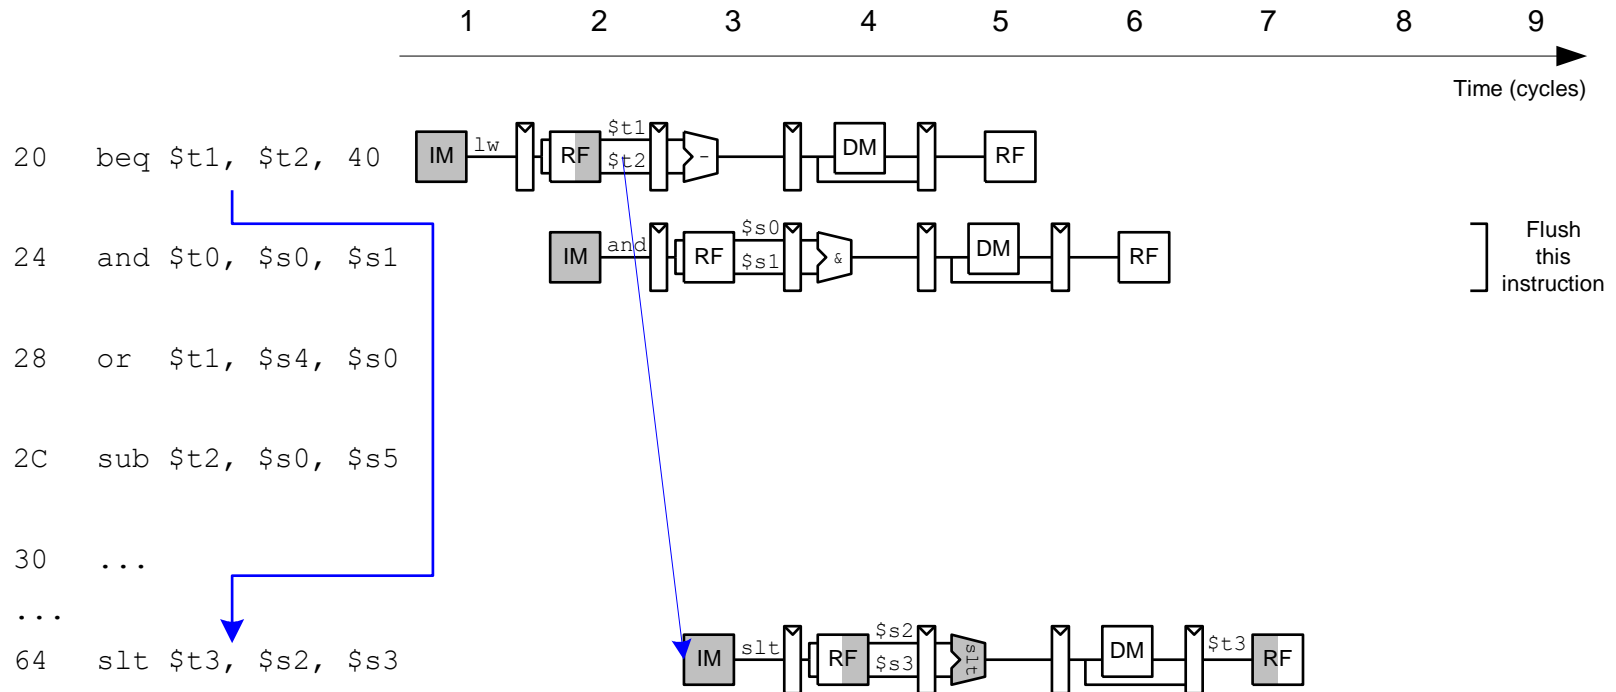 1 2 3 4 5 6 7 8 9
Time (cycles)
20 beq $t1, $t2, 40
IM lw RF $t1 $t2 - DM RF
24 and $t0, $s0, $s1
IM and RF $s0 $s1 & DM RF
Flush
this
instruction
28 or $t1, $s4, $s0
2C sub $t2, $s0, $s5
30 ...
...
64 slt $t3, $s2, $s3
IM slt RF $s2 $s3 slt DM $t3 RF